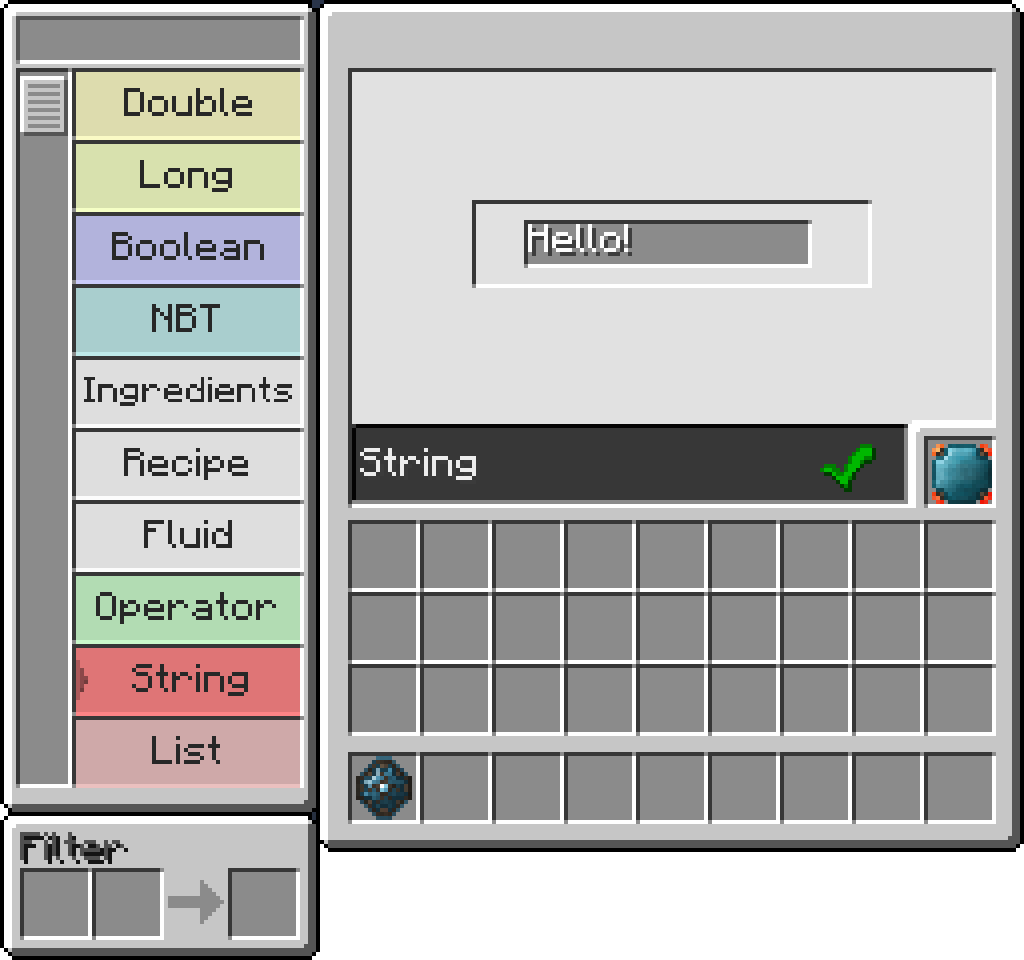 Double
Long
Boolean
NBT
Ingredients
Recipe
Fluid
Operator
String
List
Filter
Hello!
String